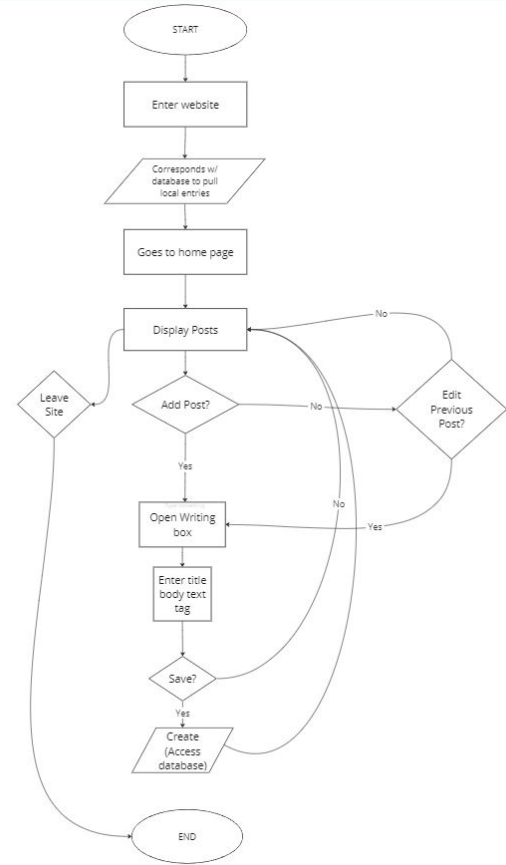 START
Enter website
Corresponds w/
database to pull
local entries
Goes to home page
Display Posts
No
Leave
Site
Add Post?
No
Edit
Previous
Post?
Yes
No
Open Writing
box
Yes
Enter title
body text
tag
Save?
Yes
Create
(Access
database)
END